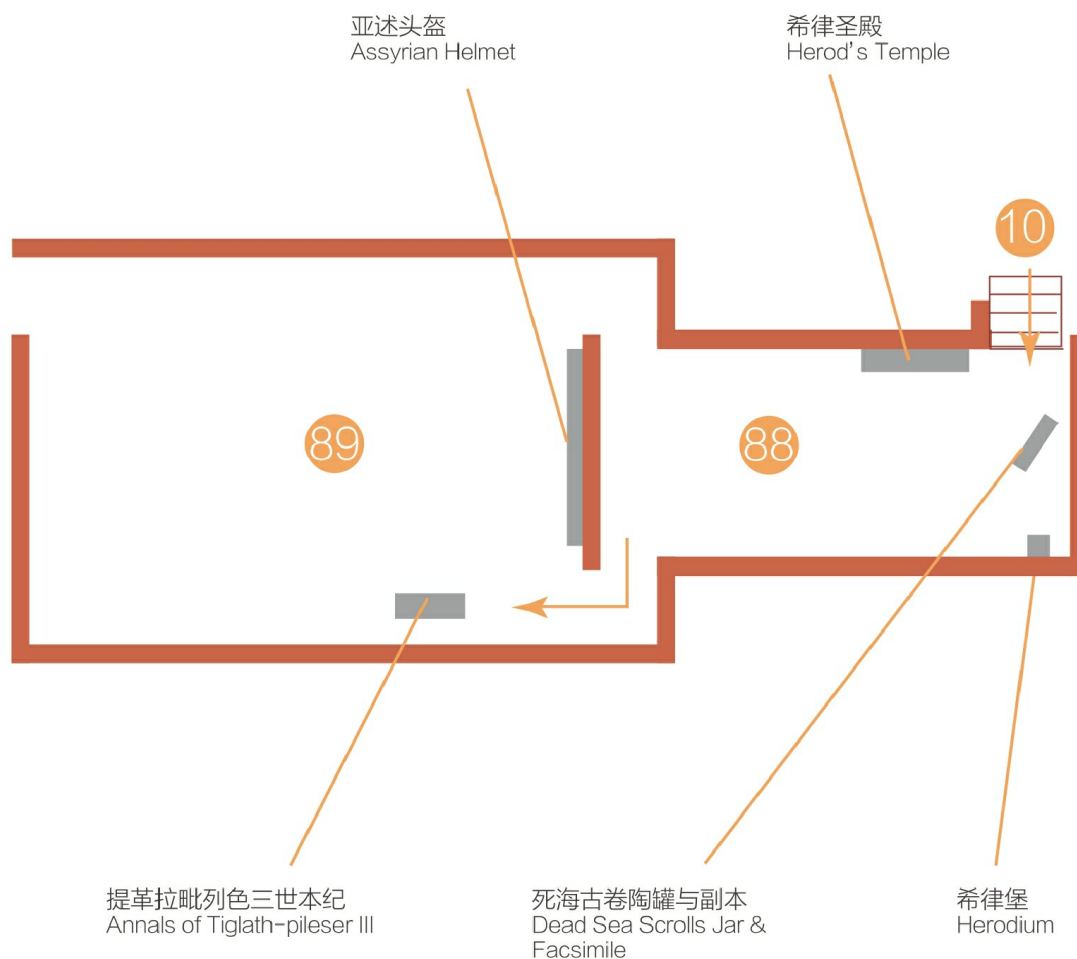 亚述头盔
Assyrian Helmet
希律圣殿
Herod's Temple
10
89
88
提革拉毗列色三世本纪
Annals of Tiglath-pileser III
死海古卷陶罐与副本
Dead Sea Scrolls Jar &
Facsimile
希律堡
Herodium